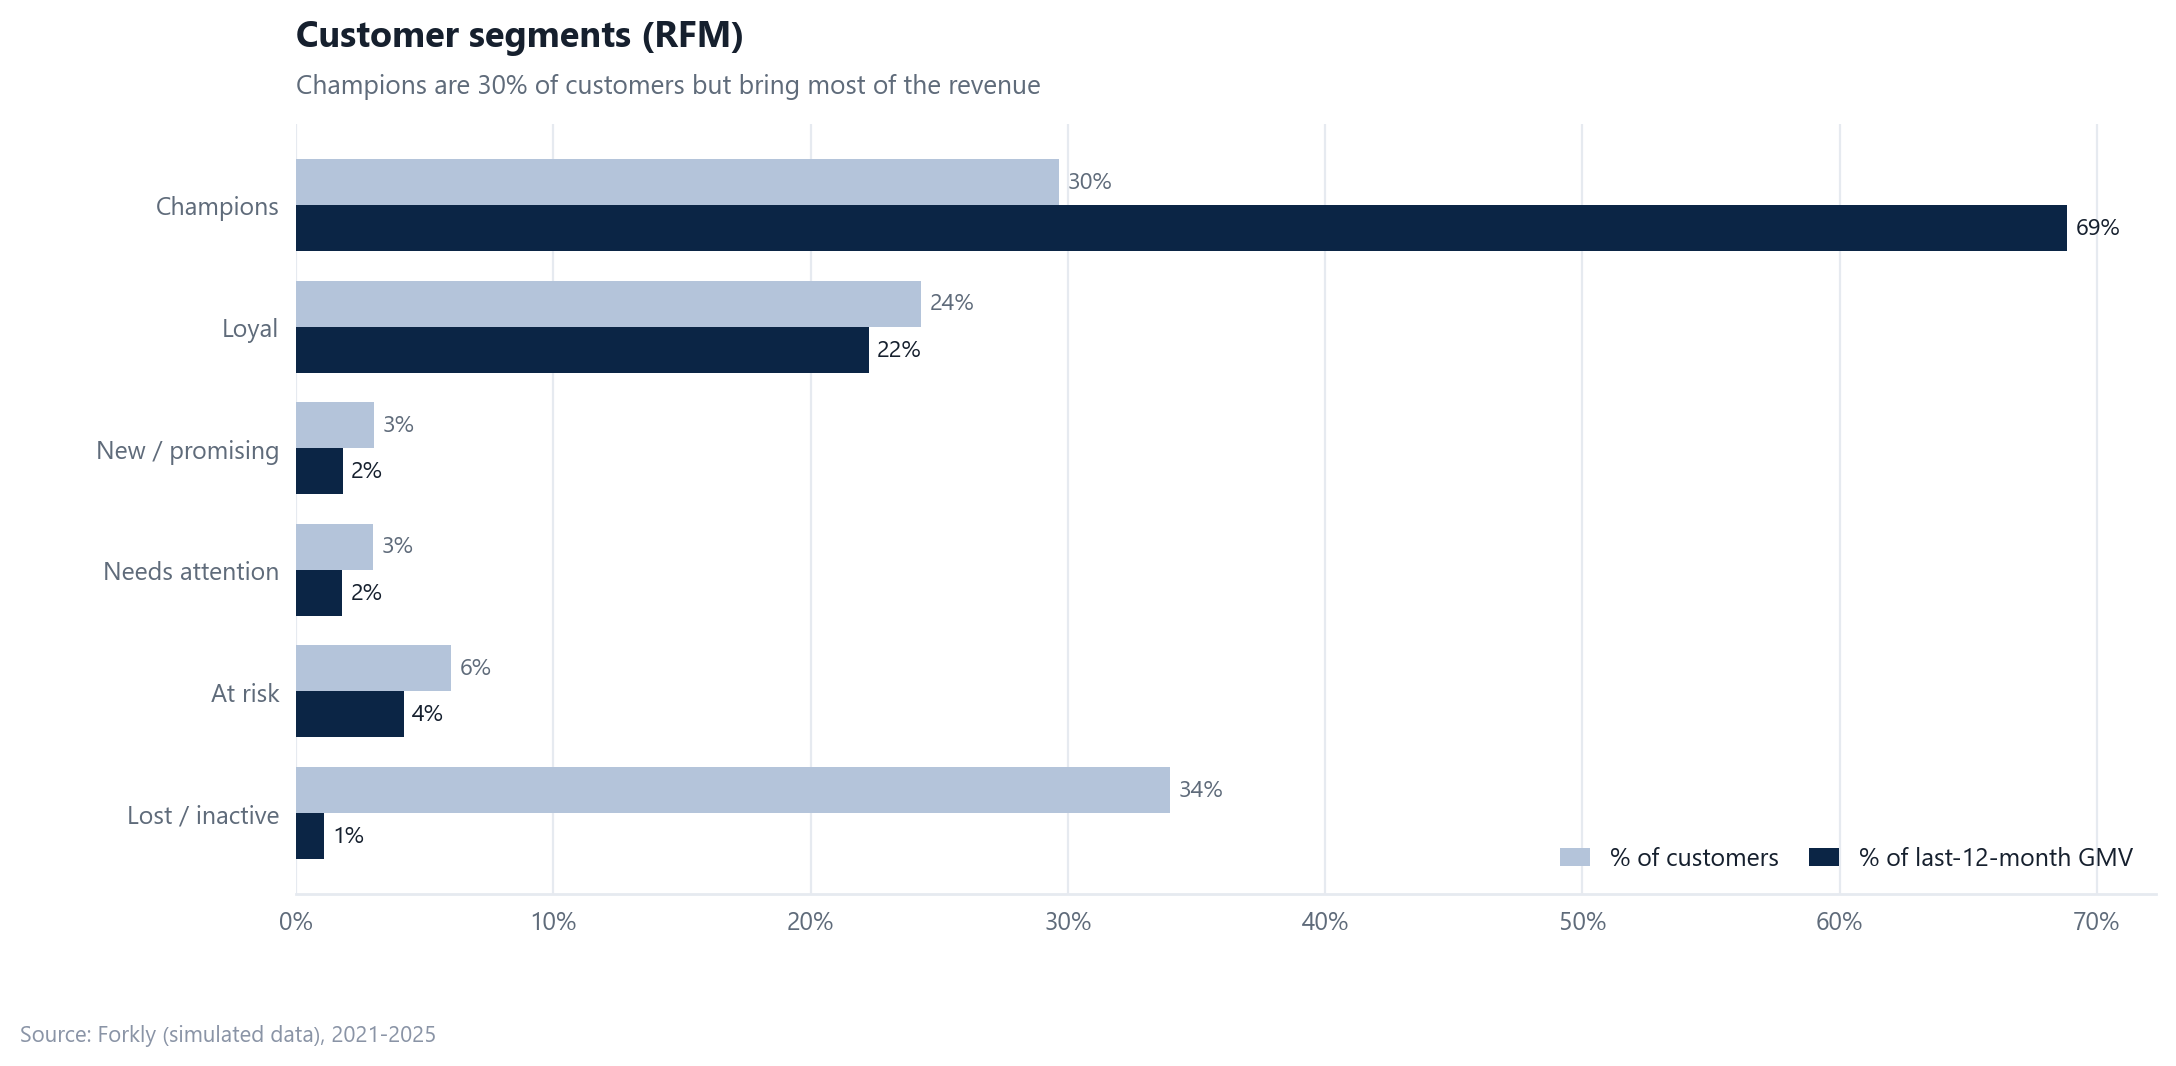 Customer segments (RFM)
Champions are 30% of customers but bring most of the revenue
Champions
30%
69%
Loyal
24%
22%
New / promising
3%
2%
Needs attention
3%
2%
At risk
6%
4%
Lost / inactive
34%
1%
% of customers % of last-12-month GMV
0% 10% 20% 30% 40% 50% 60% 70%
Source: Forkly (simulated data), 2021-2025